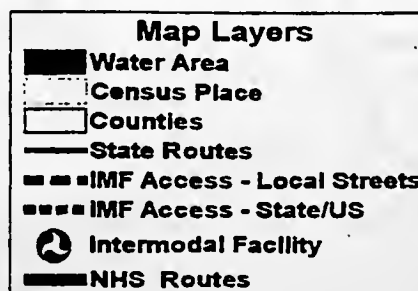 Map Layers
Water Area
Census Place
Counties
State Routes
IMF Access - Local Streets
IMF Access - State/US
Intermodal Facility
NHS Routes